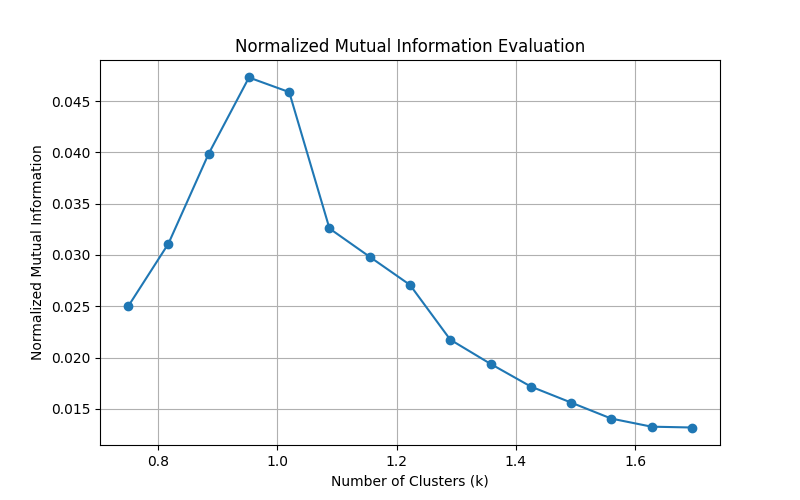 Normalized Mutual Information Evaluation
Normalized Mutual Information
0.045
0.040
0.035
0.030
0.025
0.020
0.015
0.8 1.0 1.2 1.4 1.6
Number of Clusters (k)